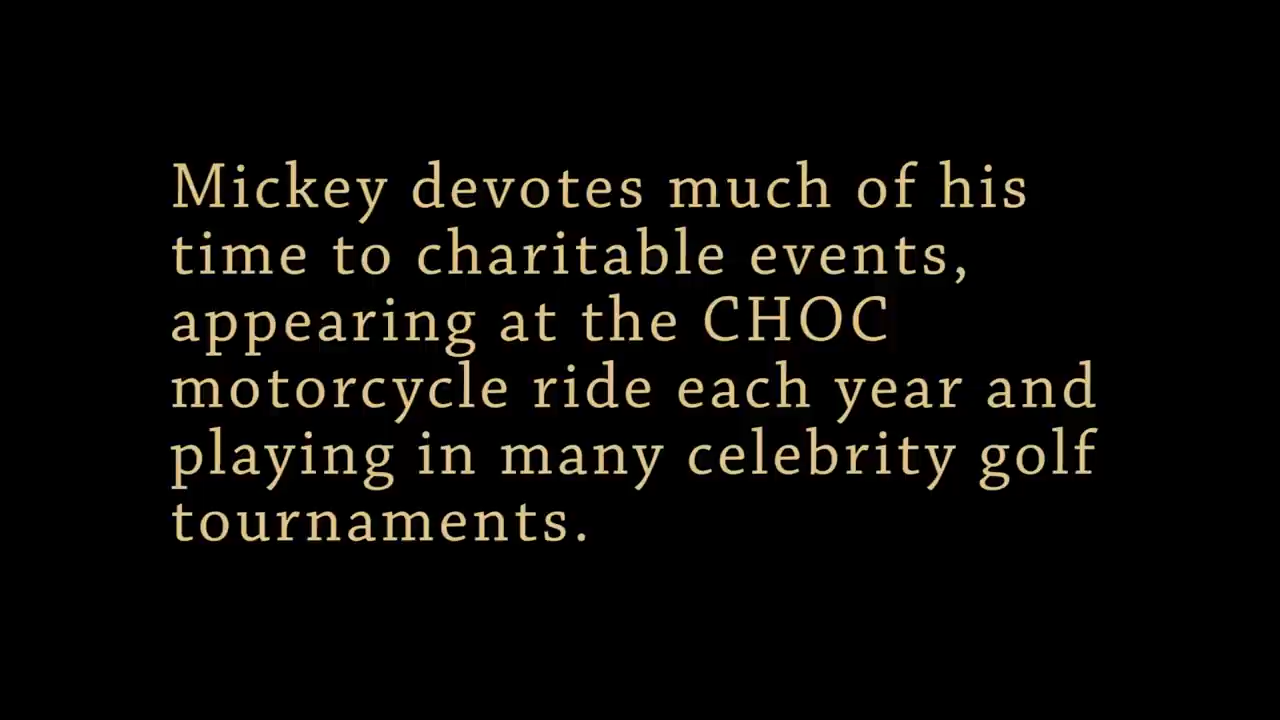 Mickey devotes much of his
time to charitable events,
appearing at the CHOC
motorcycle ride each year and
playing in many celebrity golf
tournaments.